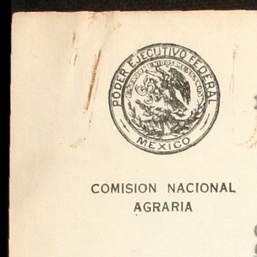 PODER EJECUTIVO FEDERAL
MEXICO
COMISION NACIONAL
AGRARIA